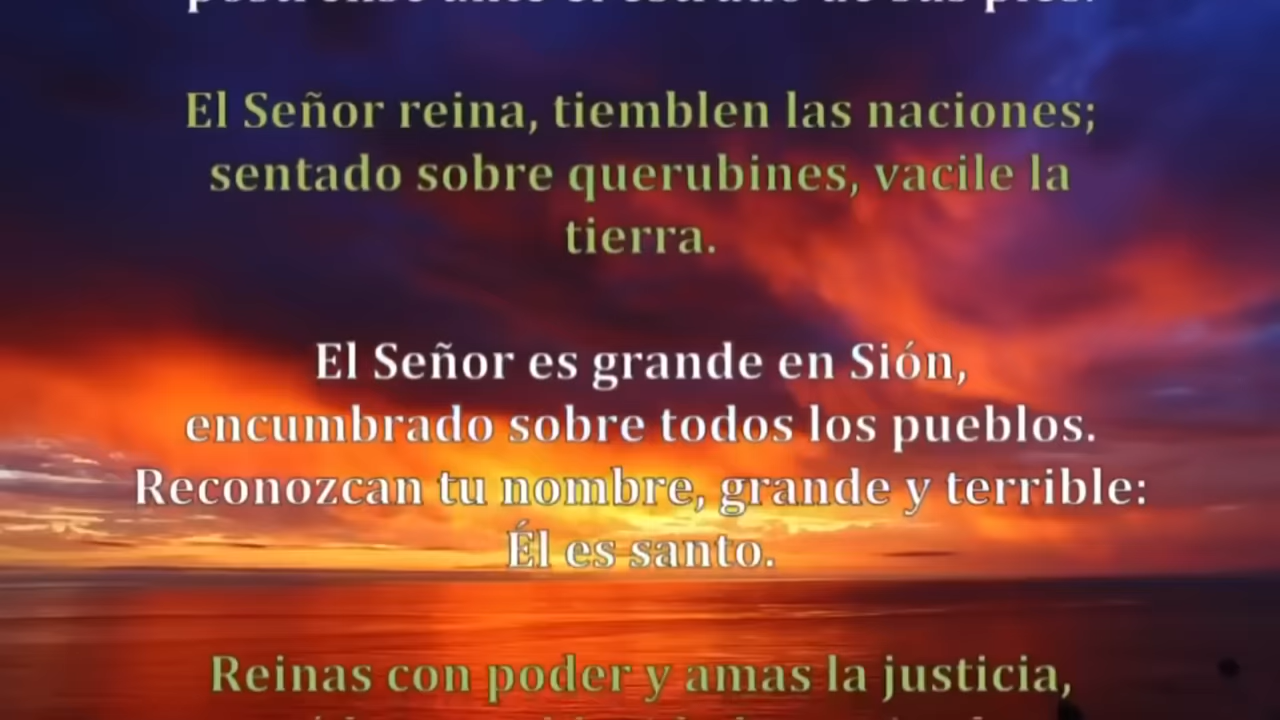 El Señor reina, tiemblen las naciones;
sentado sobre querubines, vacile la
tierra.
El Señor es grande en Sión,
encumbrado sobre todos los pueblos.
Reconozcan tu nombre, grande y terrible:
Él es santo.
Reinas con poder y amas la justicia,